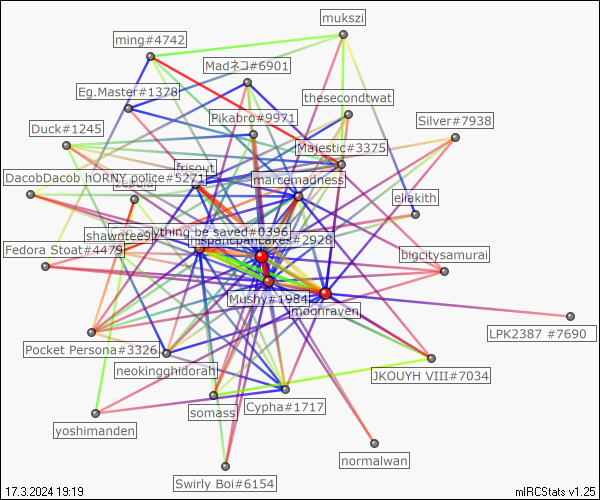 mukszi
ming#4742
Madネコ#6901
Eg.Master#1378
thesecondtwat
Pikabro#9971
Silver#7938
Duck#1245
Majestic#3375
frisout
DacobDacob hORNY police#5271
marcomadness
eliakith
shawntee9
ything be saved#0396
Fedora Stoat#4479
hispanicpancakes#2928
bigcitysamurai
Mushy#1984
moonraven
LPK2387 #7690
Pocket Persona#3326
neokingghidorah
JKOUYH VIII#7034
somass
Cypha#1717
yoshimanden
normalwan
Swirly Boi#6154
17.3.2024 19:19
mIRCStats v1.25